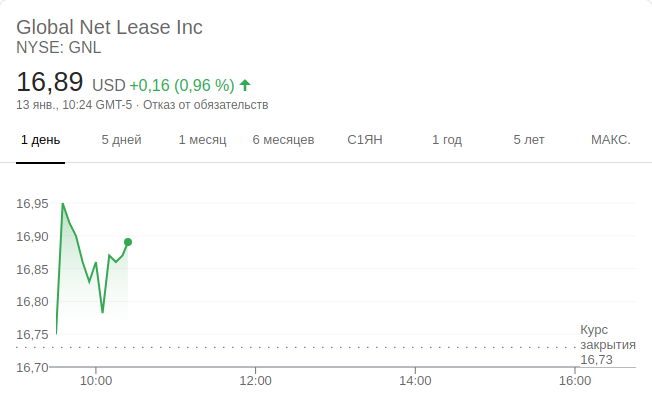 Global Net Lease Inc
NYSE: GNL
16,89 USD +0,16 (0,96 %)
13 янв., 10:24 GMT-5 · Отказ от обязательств
1 день 5 дней 1 месяц 6 месяцев С1ЯН 1 год 5 лет МАКС.
16,95
16,90
16,85
16,80
16,75
16,70
Курс
закрытия
16,73
10:00 12:00 14:00 16:00